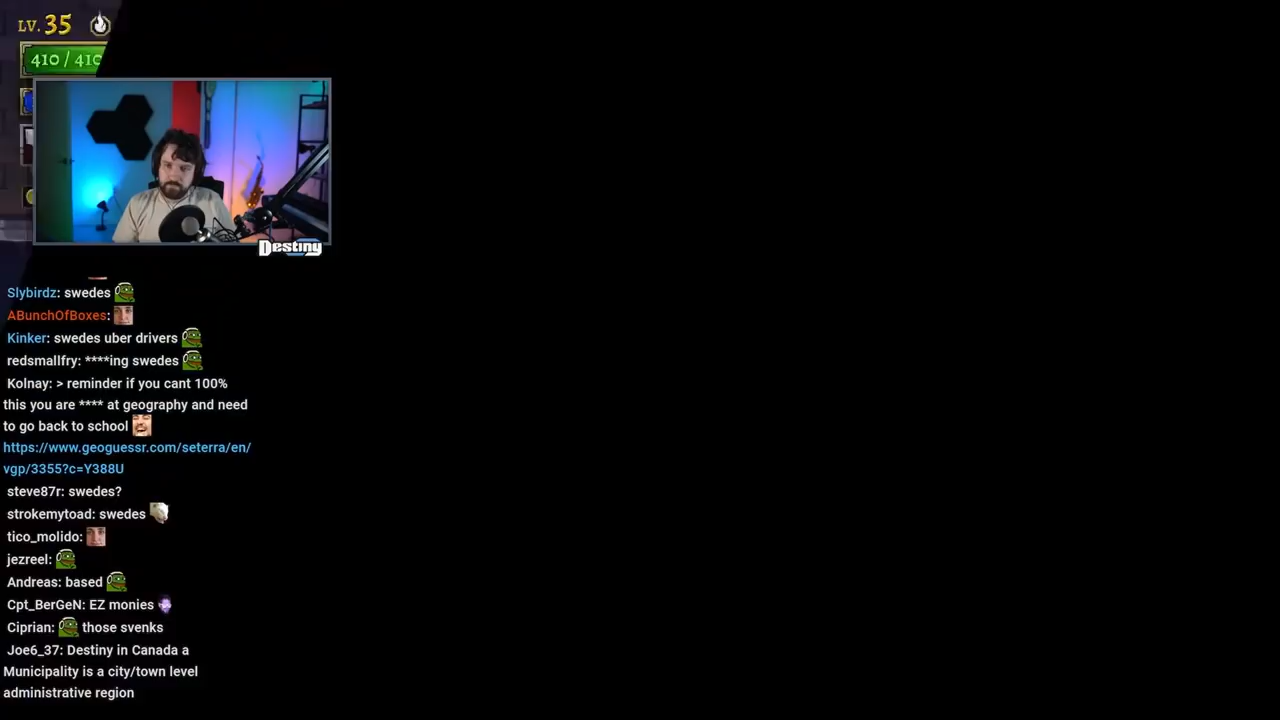 LV. 35
410 / 410
Destiny
Slybirdz: swedes
ABunchOfBoxes:
Kinker: swedes uber drivers
redsmallfry: ****ing swedes
Kolnay: > reminder if you cant 100%
this you are **** at geography and need
to go back to school
https://www.geoguessr.com/seterra/en/
vgp/3355?c=Y388U
steve87r: swedes?
strokemytoad: swedes
tico_molido:
jezreel:
Andreas: based
Cpt_BerGeN: EZ monies
Ciprian: those svenks
Joe6_37: Destiny in Canada a
Municipality is a city/town level
administrative region